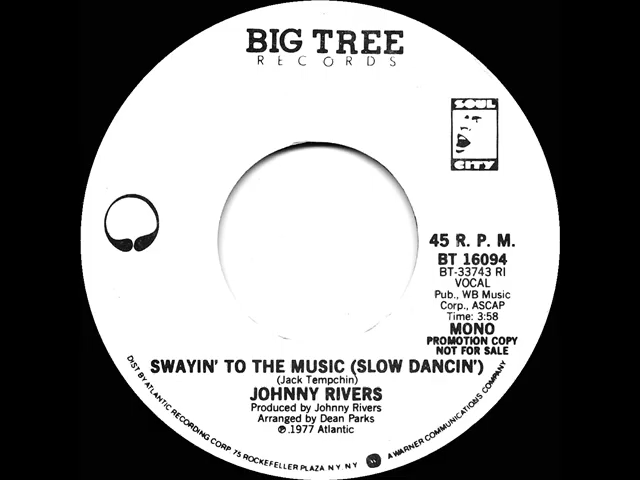 BIG TREE
RECORDS
SOUL
CITY
45 R. P. M.
BT 16094
BT-33743 RI
VOCAL
Pub., WB Music
Corp., ASCAP
Time: 3:58
MONO
PROMOTION COPY
NOT FOR SALE
SWAYIN' TO THE MUSIC (SLOW DANCIN')
(Jack Tempchin)
JOHNNY RIVERS
Produced by Johnny Rivers
Arranged by Dean Parks
℗.1977 Atlantic
DIST BY ATLANTIC RECORDING CORP 75 ROCKEFELLER PLAZA N.Y. N.Y.
A WARNER COMMUNICATIONS COMPANY